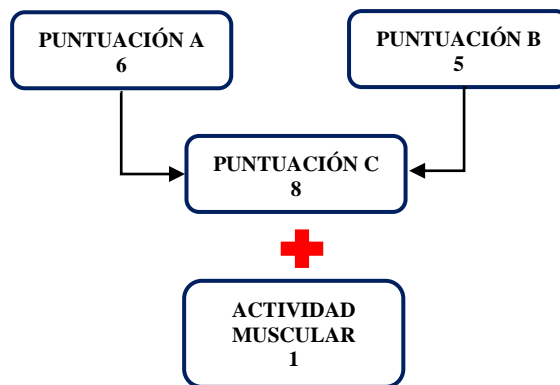 PUNTUACIÓN A
6
PUNTUACIÓN B
5
PUNTUACIÓN C
8
ACTIVIDAD
MUSCULAR
1